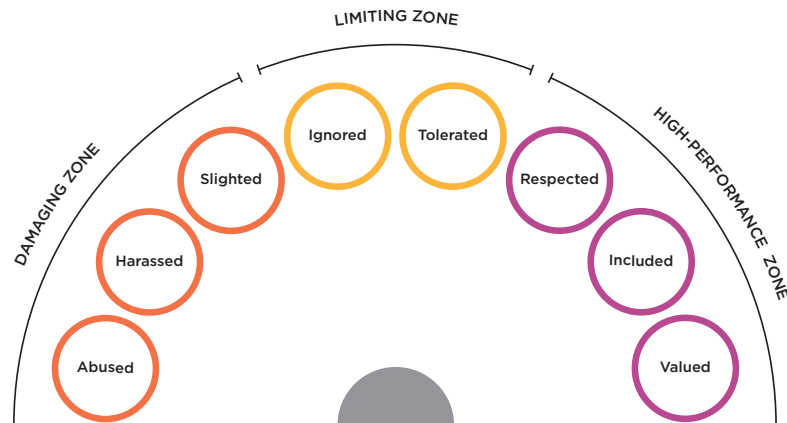 LIMITING ZONE
DAMAGING ZONE
HIGH-PERFORMANCE ZONE
Ignored
Tolerated
Slighted
Respected
Harassed
Included
Abused
Valued